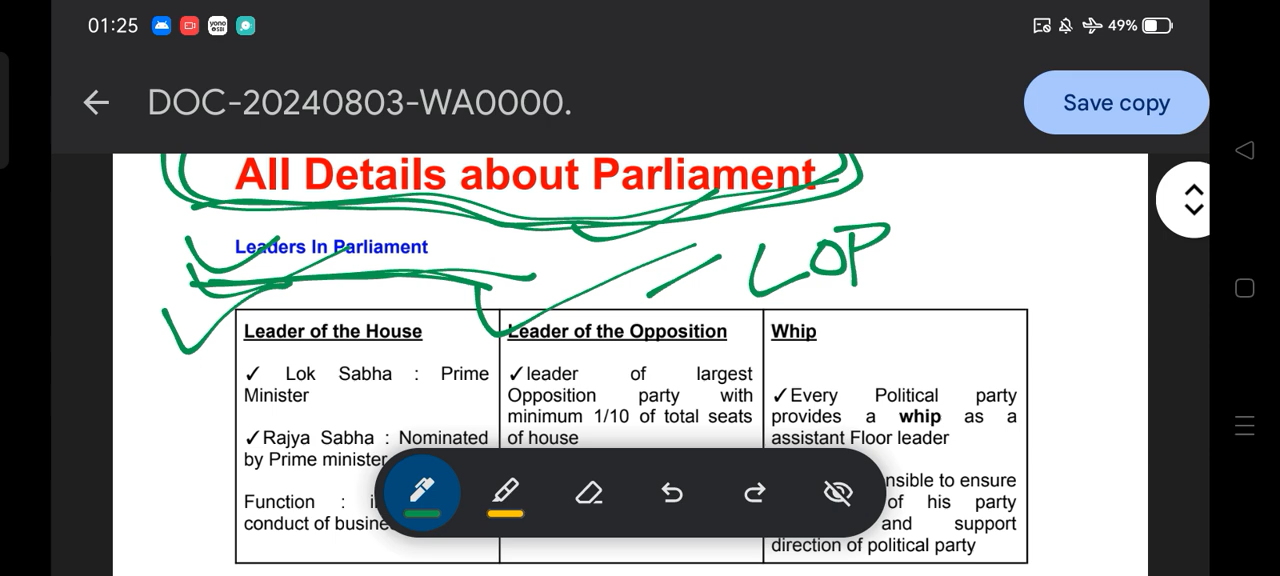 01:25
yono
SBI
49%
DOC-20240803-WA0000.
Save copy
All Details about Parliament
Leaders In Parliament
LOP
Leader of the House
✓ Lok Sabha : Prime
Minister
✓Rajya Sabha : Nominated
by Prime minister
Function :
conduct of busine
Leader of the Opposition
✓leader of largest
Opposition party with
minimum 1/10 of total seats
of house
Whip
✓Every Political party
provides a whip as a
assistant Floor leader
nsible to ensure
of his party
and support
direction of political party